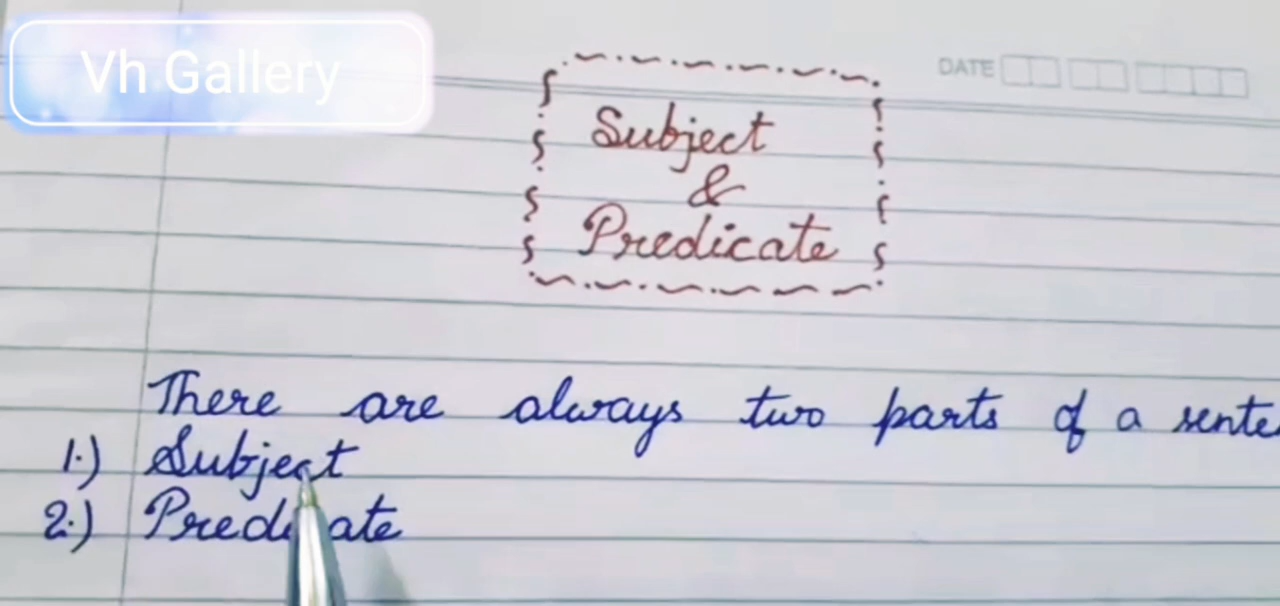 Vh Gallery
DATE
Subject
&
Predicate
There are always two parts of a sente
1.) Subject
2.) Predicate